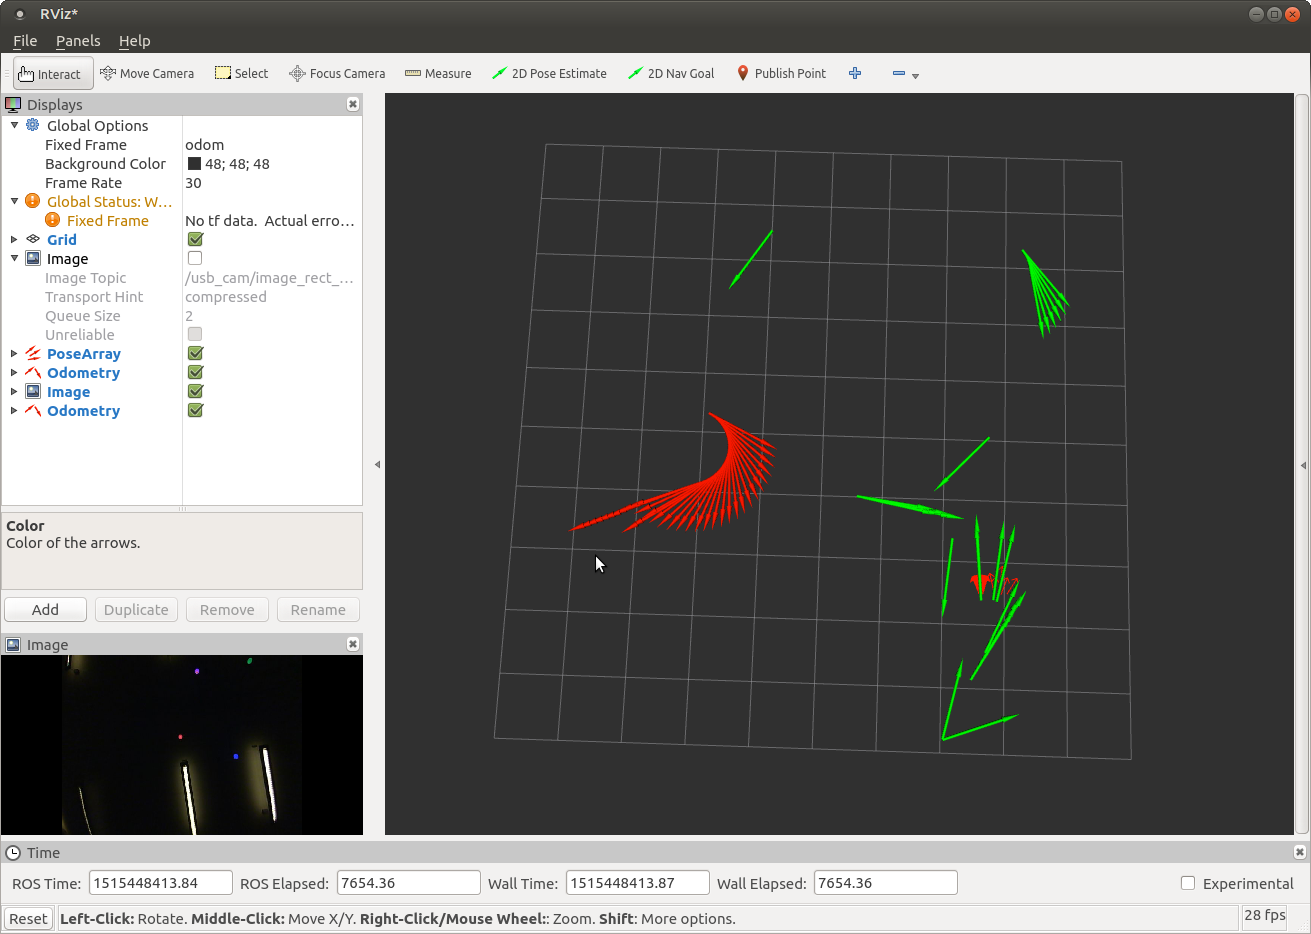 RViz*
File Panels Help
Interact Move Camera Select Focus Camera Measure 2D Pose Estimate 2D Nav Goal Publish Point
Displays
Global Options
Fixed Frame odom
Background Color 48; 48; 48
Frame Rate 30
Global Status: W...
Fixed Frame No tf data. Actual erro...
Grid
Image
Image Topic /usb_cam/image_rect_...
Transport Hint compressed
Queue Size 2
Unreliable
PoseArray
Odometry
Image
Odometry
Color
Color of the arrows.
Add Duplicate Remove Rename
Image
Time
ROS Time: 1515448413.84 ROS Elapsed: 7654.36 Wall Time: 1515448413.87 Wall Elapsed: 7654.36 Experimental
Reset Left-Click: Rotate. Middle-Click: Move X/Y. Right-Click/Mouse Wheel:: Zoom. Shift: More options. 28 fps